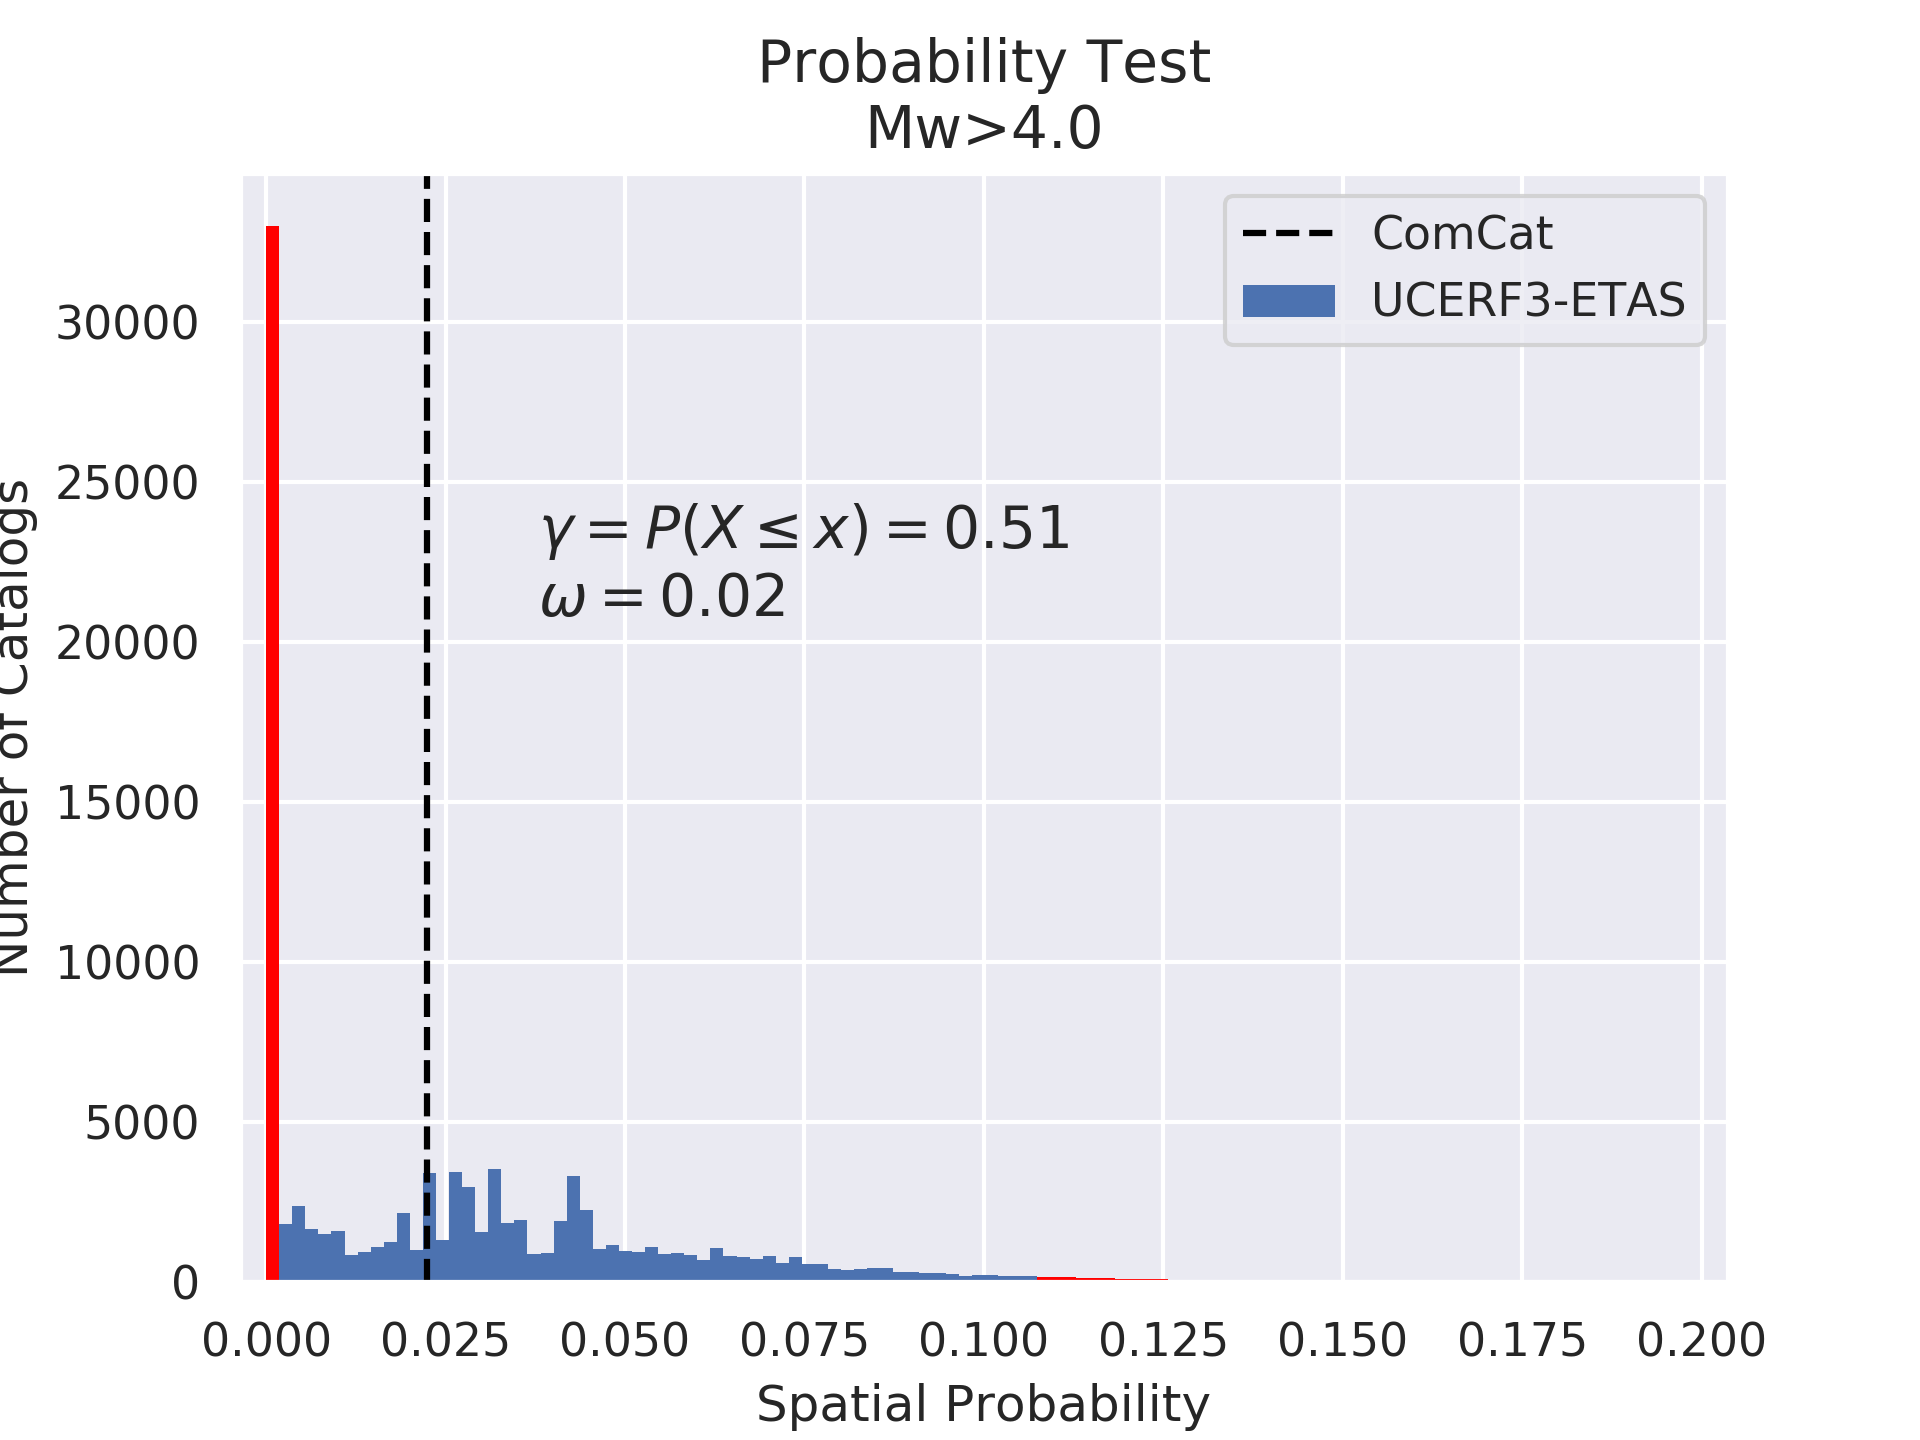 Probability Test
Mw>4.0
ComCat
UCERF3-ETAS
γ = P(X ≤ x) = 0.51
ω = 0.02
Number of Catalogs
30000
25000
20000
15000
10000
5000
0
0.000 0.025 0.050 0.075 0.100 0.125 0.150 0.175 0.200
Spatial Probability